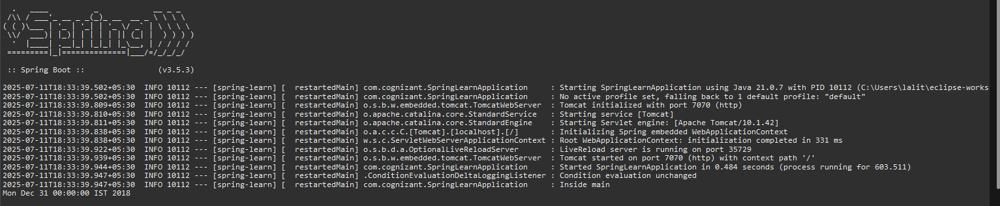 .   ____          _            __ _ _
 /\\ / ___'_ __ _ _(_)_ __  __ _ \ \ \ \
( ( )\___ | '_ | '_| | '_ \/ _` | \ \ \ \
 \\/  ___)| |_)| | | | | || (_| |  ) ) ) )
  '  |____| .__|_| |_|_| |_\__, | / / / /
 =========|_|==============|___/=/_/_/_/
 :: Spring Boot ::                (v3.5.3)
2025-07-11T18:33:39.502+05:30  INFO 10112 --- [spring-learn] [  restartedMain] com.cognizant.SpringLearnApplication     : Starting SpringLearnApplication using Java 21.0.7 with PID 10112 (C:\Users\lalit\eclipse-works
2025-07-11T18:33:39.502+05:30  INFO 10112 --- [spring-learn] [  restartedMain] com.cognizant.SpringLearnApplication     : No active profile set, falling back to 1 default profile: "default"
2025-07-11T18:33:39.809+05:30  INFO 10112 --- [spring-learn] [  restartedMain] o.s.b.w.embedded.tomcat.TomcatWebServer  : Tomcat initialized with port 7070 (http)
2025-07-11T18:33:39.810+05:30  INFO 10112 --- [spring-learn] [  restartedMain] o.apache.catalina.core.StandardService   : Starting service [Tomcat]
2025-07-11T18:33:39.811+05:30  INFO 10112 --- [spring-learn] [  restartedMain] o.apache.catalina.core.StandardEngine    : Starting Servlet engine: [Apache Tomcat/10.1.42]
2025-07-11T18:33:39.838+05:30  INFO 10112 --- [spring-learn] [  restartedMain] o.a.c.c.C.[Tomcat].[localhost].[/]       : Initializing Spring embedded WebApplicationContext
2025-07-11T18:33:39.838+05:30  INFO 10112 --- [spring-learn] [  restartedMain] w.s.c.ServletWebServerApplicationContext : Root WebApplicationContext: initialization completed in 331 ms
2025-07-11T18:33:39.922+05:30  INFO 10112 --- [spring-learn] [  restartedMain] o.s.b.d.a.OptionalLiveReloadServer       : LiveReload server is running on port 35729
2025-07-11T18:33:39.939+05:30  INFO 10112 --- [spring-learn] [  restartedMain] o.s.b.w.embedded.tomcat.TomcatWebServer  : Tomcat started on port 7070 (http) with context path '/'
2025-07-11T18:33:39.944+05:30  INFO 10112 --- [spring-learn] [  restartedMain] com.cognizant.SpringLearnApplication     : Started SpringLearnApplication in 0.484 seconds (process running for 603.511)
2025-07-11T18:33:39.947+05:30  INFO 10112 --- [spring-learn] [  restartedMain] .ConditionEvaluationDeltaLoggingListener : Condition evaluation unchanged
2025-07-11T18:33:39.947+05:30  INFO 10112 --- [spring-learn] [  restartedMain] com.cognizant.SpringLearnApplication     : Inside main
Mon Dec 31 00:00:00 IST 2018